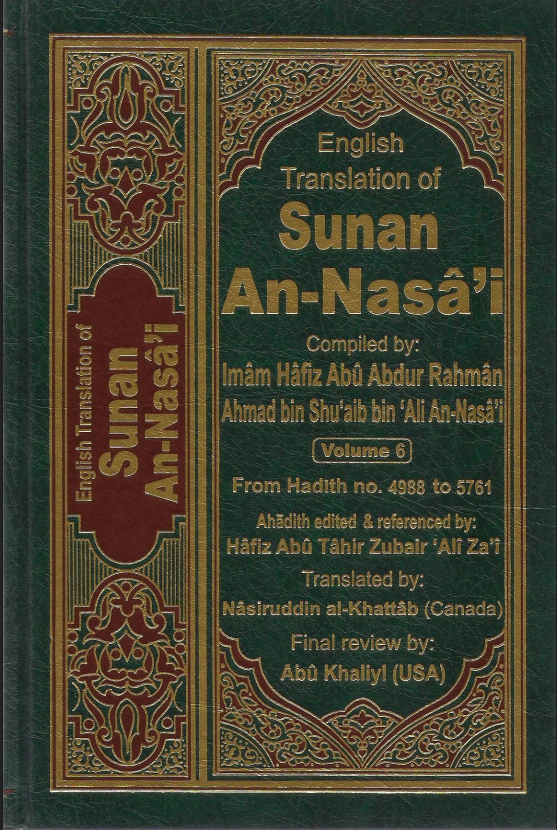 English Translation of
Sunan
An-Nasâ'i
English
Translation of
Sunan
An-Nasâ'i
Compiled by:
Imâm Hâfiz Abû Abdur Rahmân
Ahmad bin Shu'aib bin 'Ali An-Nasâ'i
Volume 6
From Hadith no. 4988 to 5761
Ahādith edited & referenced by:
Hâfiz Abû Tâhir Zubair 'Alî Za'î
Translated by:
Nâsiruddin al-Khattâb (Canada)
Final review by:
Abû Khaliyl (USA)